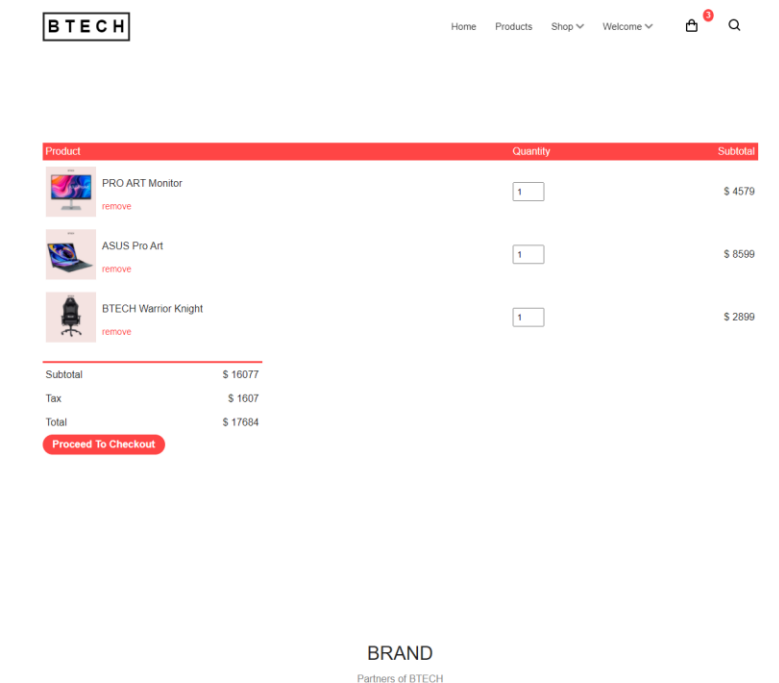 BTECH
Home Products Shop Welcome 3
Product Quantity Subtotal
PRO ART Monitor
remove
1
$ 4579
ASUS Pro Art
remove
1
$ 8599
BTECH Warrior Knight
remove
1
$ 2899
Subtotal $ 16077
Tax $ 1607
Total $ 17684
Proceed To Checkout
BRAND
Partners of BTECH